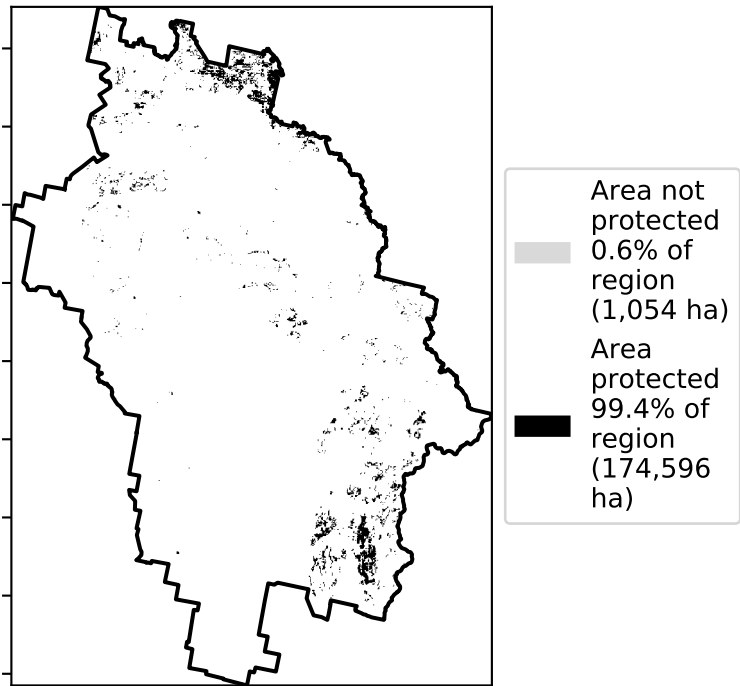 Area not
protected
0.6% of
region
(1,054 ha)
Area
protected
99.4% of
region
(174,596
ha)